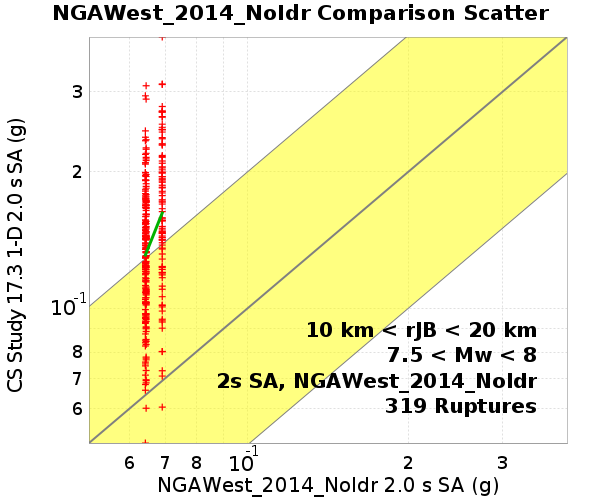 NGAWest_2014_NoIdr Comparison Scatter
CS Study 17.3 1-D 2.0 s SA (g)
3
2
10-1
8
7
6
10 km < rJB < 20 km
7.5 < Mw < 8
2s SA, NGAWest_2014_NoIdr
319 Ruptures
6 7 8 10-1 2 3
NGAWest_2014_NoIdr 2.0 s SA (g)